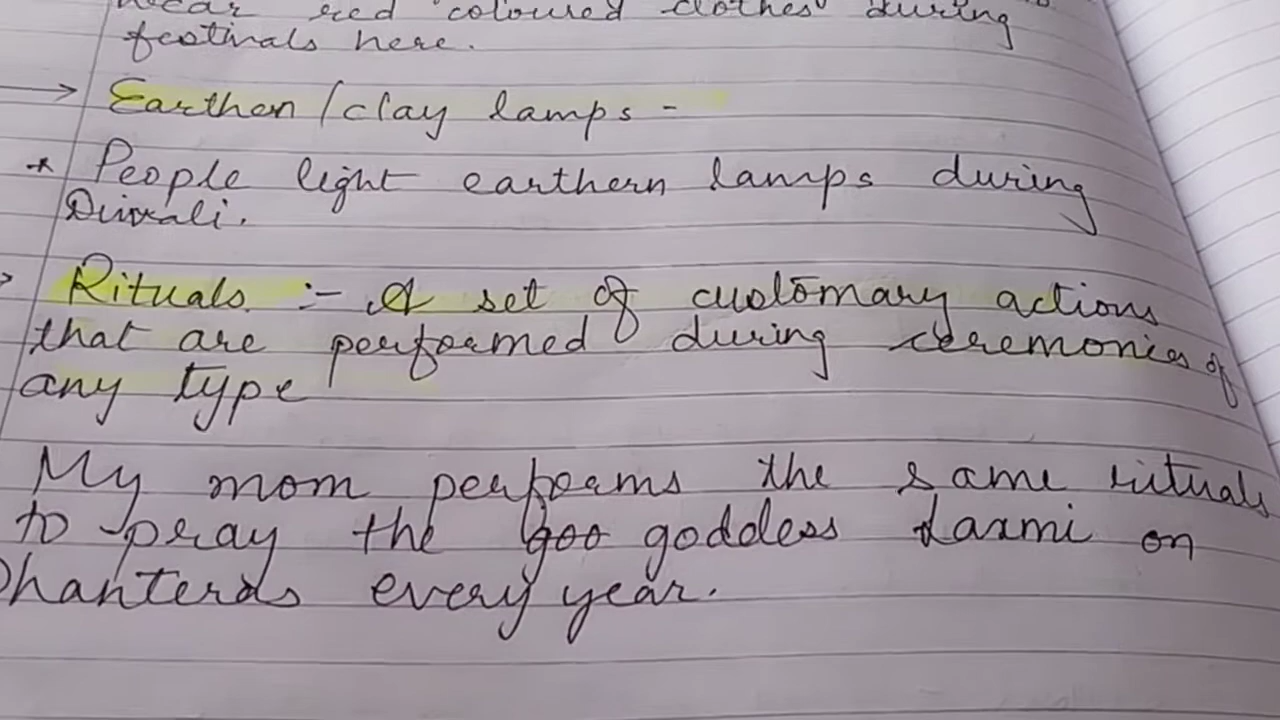 wear red coloured clothes during
festivals here.
→ Earthen/clay lamps -
* People light earthern lamps during
Diwali.
Rituals :- A set of customary actions
that are performed during ceremonies of
any type
My mom performs the same rituals
to pray the goo goddess Laxmi on
Dhanteras every year.